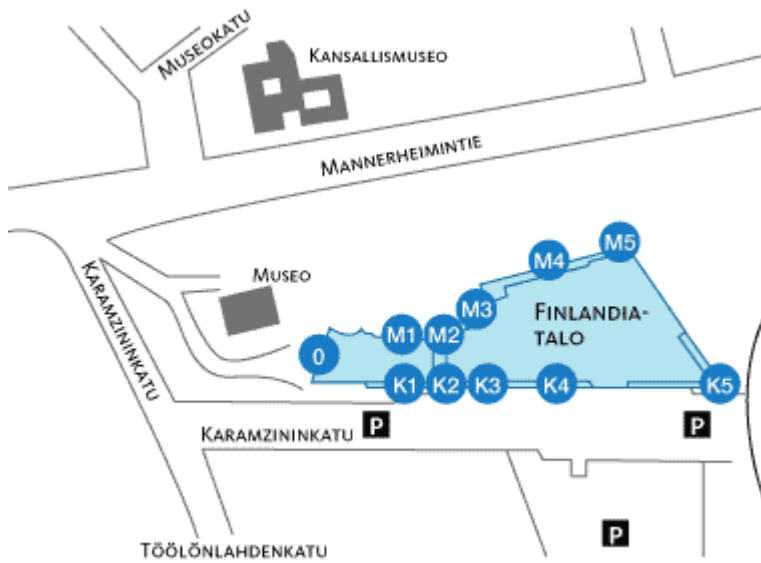 MUSEOKATU
KANSALLISMUSEO
MANNERHEIMINTIE
KARAMZININKATU
MUSEO
M5
M4
M3
M1
M2
FINLANDIA-
TALO
0
K1
K2
K3
K4
K5
P
P
KARAMZININKATU
P
TÖÖLÖNLAHDENKATU